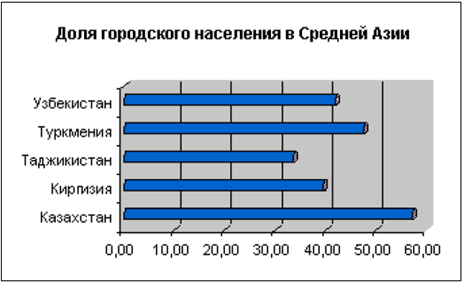 Доля городского населения в Средней Азии
Узбекистан
Туркмения
Таджикистан
Киргизия
Казахстан
0,00 10,00 20,00 30,00 40,00 50,00 60,00